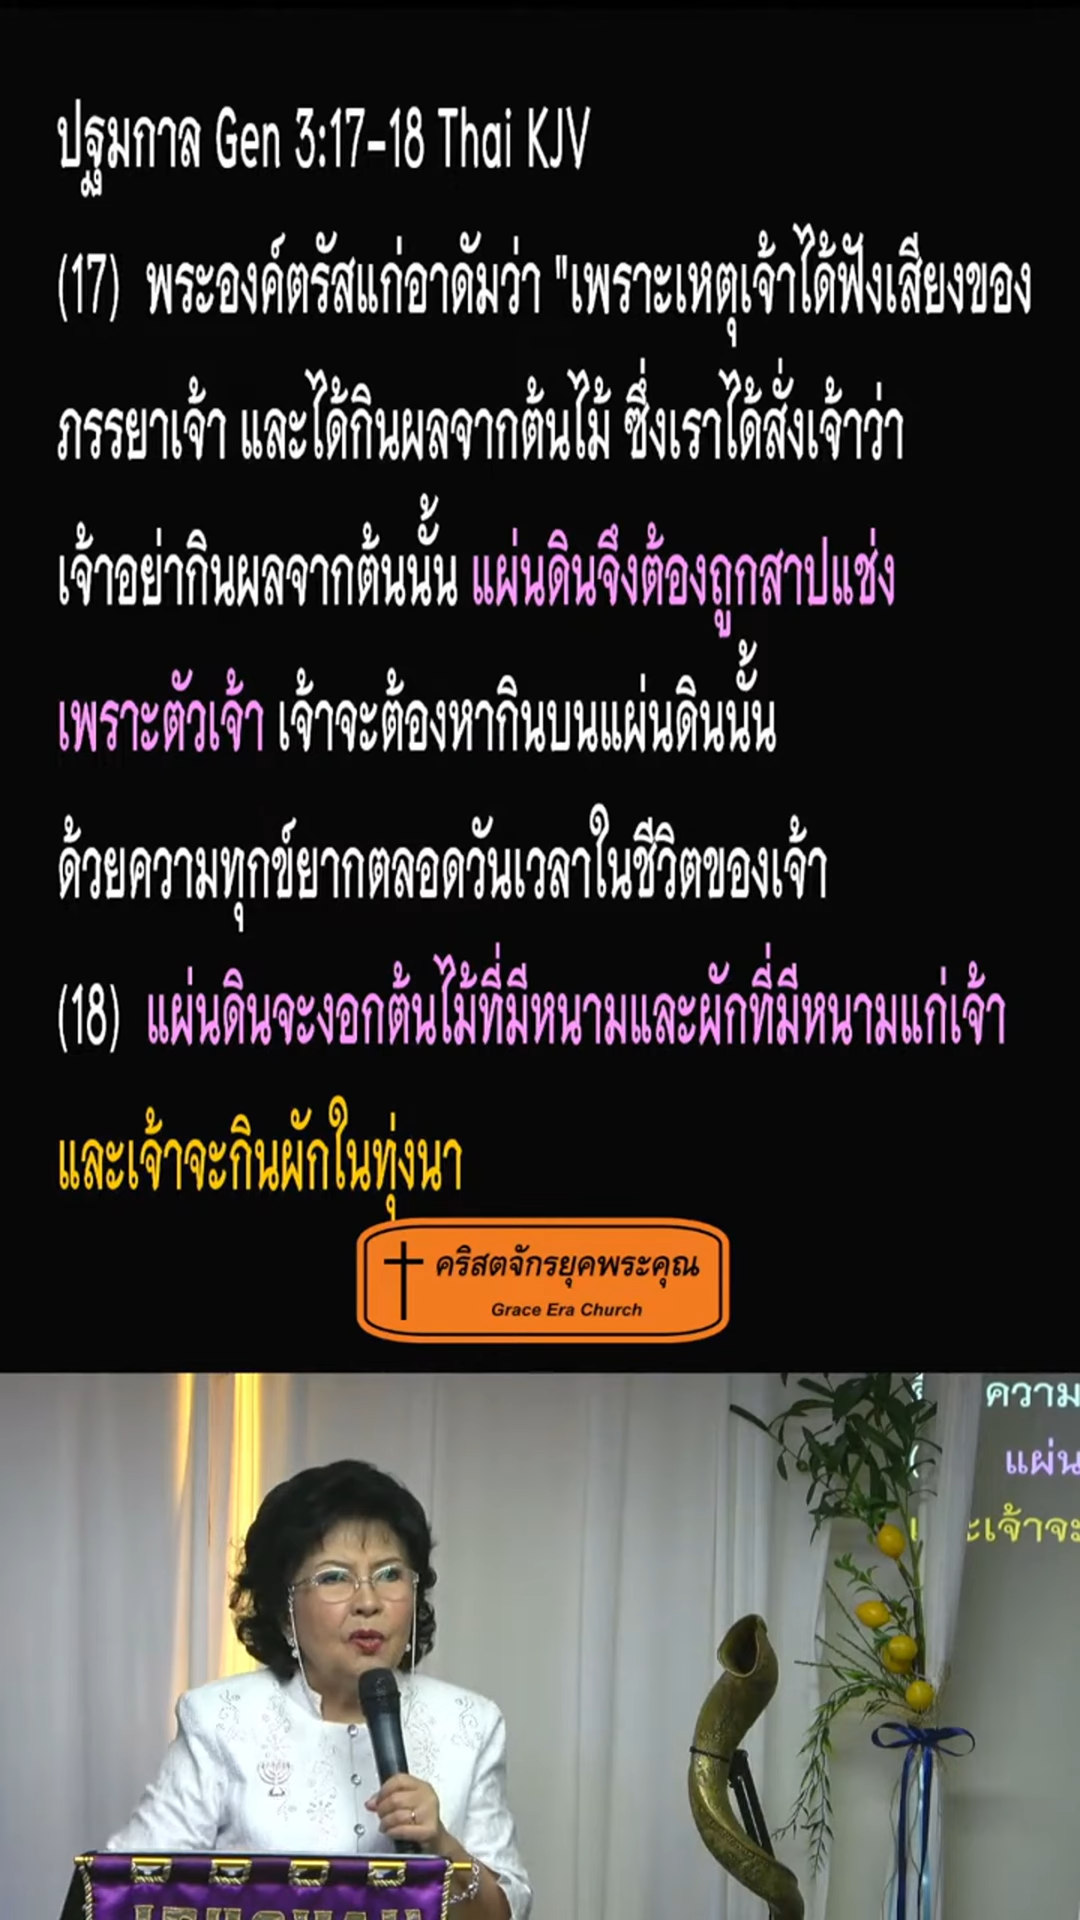 ปฐมกาล Gen 3:17-18 Thai KJV
(17) พระองค์ตรัสแก่อาดัมว่า "เพราะเหตุเจ้าได้ฟังเสียงของ
ภรรยาเจ้า และได้กินผลจากต้นไม้ ซึ่งเราได้สั่งเจ้าว่า
เจ้าอย่ากินผลจากต้นนั้น แผ่นดินจึงต้องถูกสาปแช่ง
เพราะตัวเจ้า เจ้าจะต้องหากินบนแผ่นดินนั้น
ด้วยความทุกข์ยากตลอดวันเวลาในชีวิตของเจ้า
(18) แผ่นดินจะงอกต้นไม้ที่มีหนามและผักที่มีหนามแก่เจ้า
และเจ้าจะกินผักในทุ่งนา
คริสตจักรยุคพระคุณ
Grace Era Church
ความ
แผ่น
ะเจ้าจะ